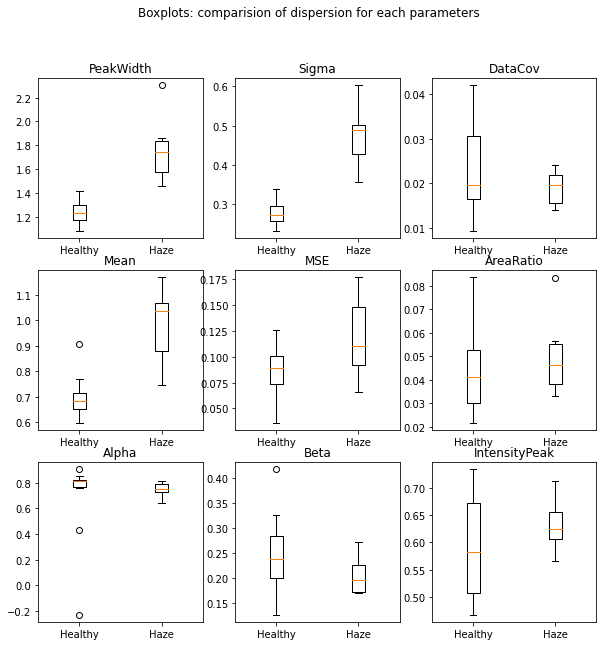 Boxplots: comparision of dispersion for each parameters
PeakWidth
Sigma
DataCov
2.2
2.0
1.8
1.6
1.4
1.2
0.6
0.5
0.4
0.3
0.04
0.03
0.02
0.01
Healthy Haze
Healthy Haze
Healthy Haze
Mean
MSE
AreaRatio
1.1
1.0
0.9
0.8
0.7
0.6
0.175
0.150
0.125
0.100
0.075
0.050
0.08
0.07
0.06
0.05
0.04
0.03
0.02
Healthy Haze
Healthy Haze
Healthy Haze
Alpha
Beta
IntensityPeak
0.8
0.6
0.4
0.2
0.0
−0.2
0.40
0.35
0.30
0.25
0.20
0.15
0.70
0.65
0.60
0.55
0.50
Healthy Haze
Healthy Haze
Healthy Haze